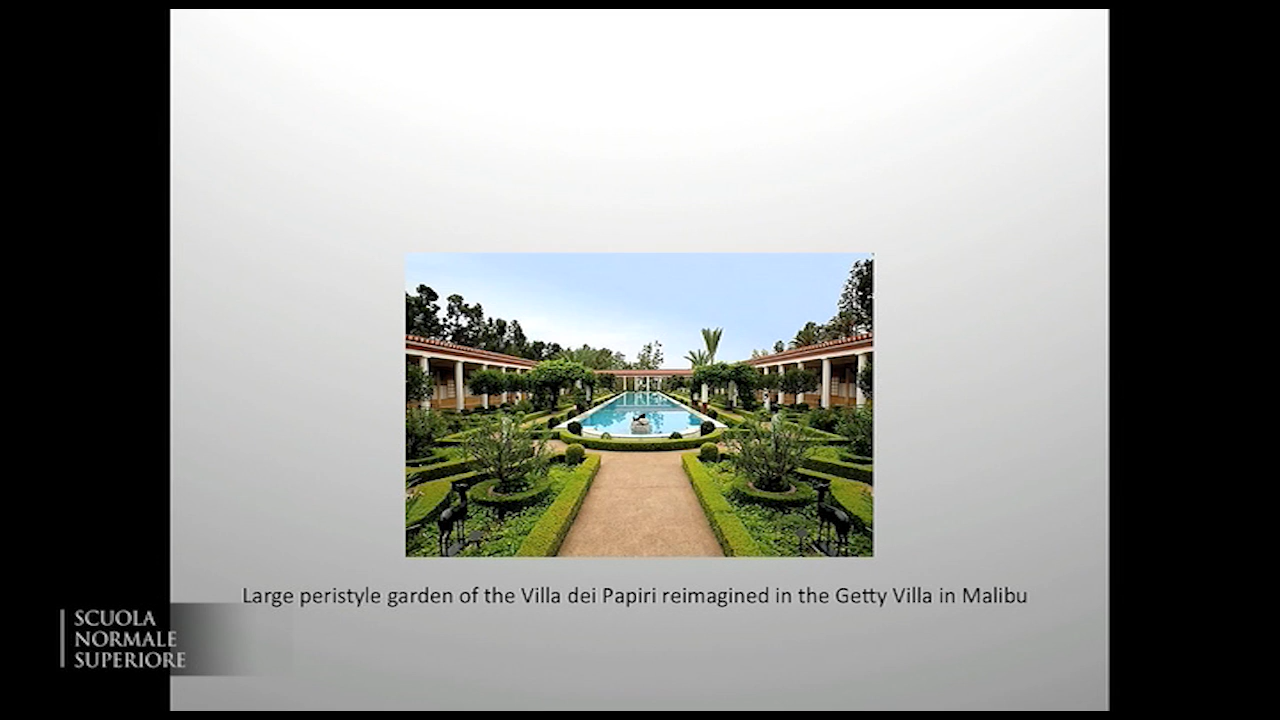 Large peristyle garden of the Villa dei Papiri reimagined in the Getty Villa in Malibu
SCUOLA
NORMALE
SUPERIORE